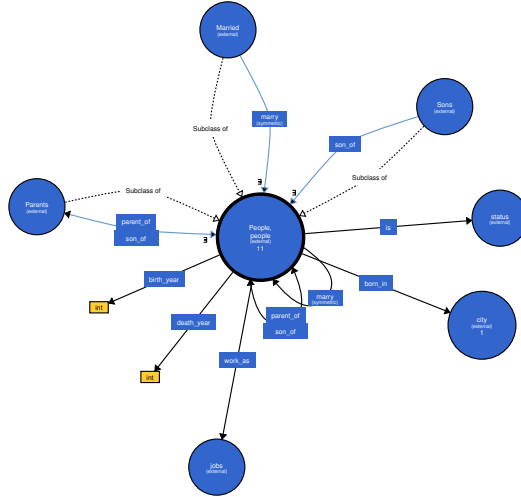 Married
(external)
Sons
(external)
marry
(symmetric)
Subclass of
son_of
Subclass of
Ǝ
Ǝ
Parents
(external)
Subclass of
parent_of
son_of
Ǝ
People,
people
(external)
11
is
status
(external)
birth_year
born_in
int
death_year
marry
(symmetric)
parent_of
son_of
city
(external)
1
work_as
int
jobs
(external)